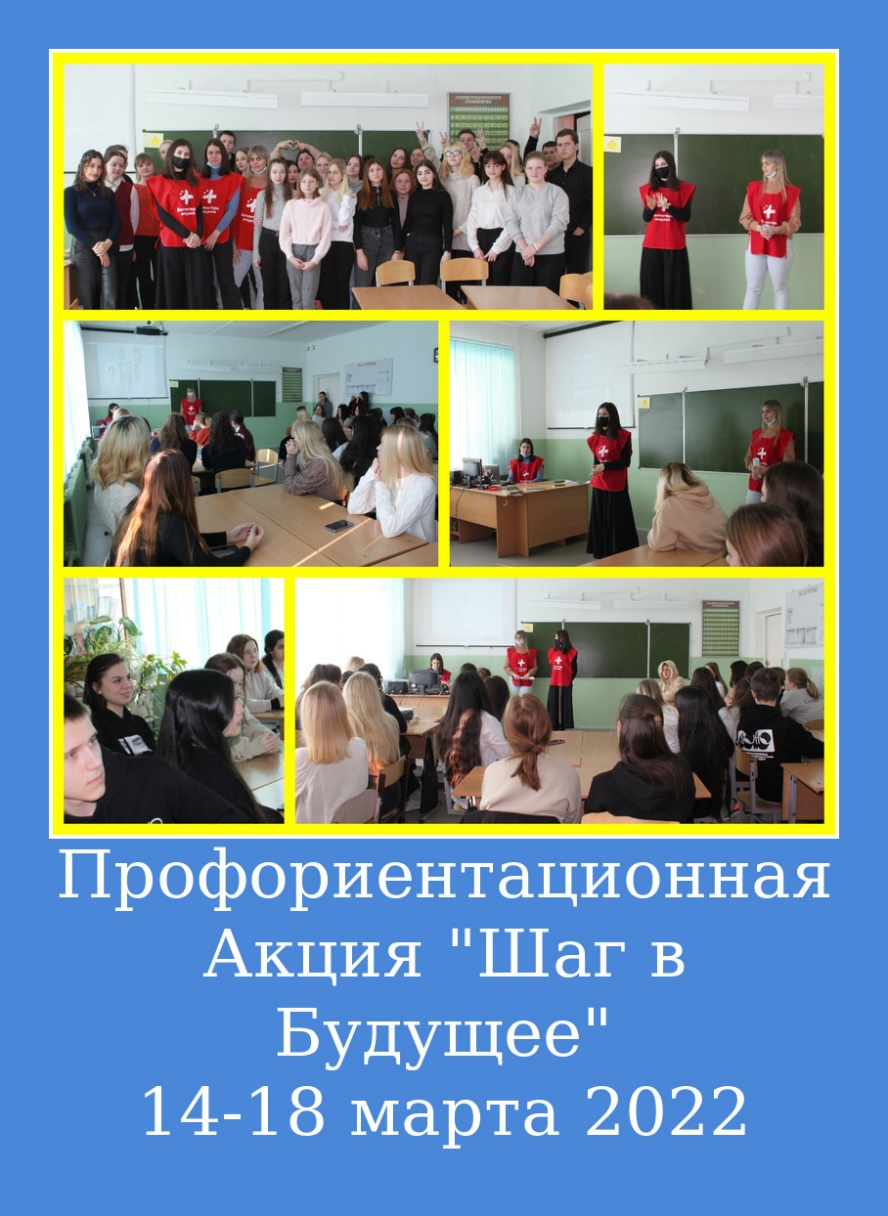 Профориентационная
Акция "Шаг в
Будущее"
14-18 марта 2022